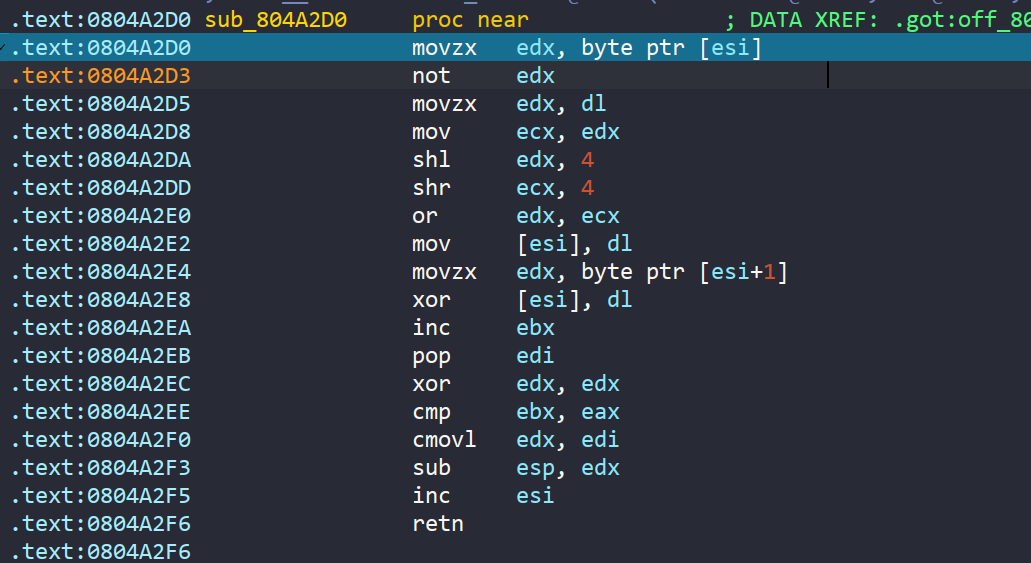 .text:0804A2D0 sub_804A2D0 proc near ; DATA XREF: .got:off_80
.text:0804A2D0 movzx edx, byte ptr [esi]
.text:0804A2D3 not edx
.text:0804A2D5 movzx edx, dl
.text:0804A2D8 mov ecx, edx
.text:0804A2DA shl edx, 4
.text:0804A2DD shr ecx, 4
.text:0804A2E0 or edx, ecx
.text:0804A2E2 mov [esi], dl
.text:0804A2E4 movzx edx, byte ptr [esi+1]
.text:0804A2E8 xor [esi], dl
.text:0804A2EA inc ebx
.text:0804A2EB pop edi
.text:0804A2EC xor edx, edx
.text:0804A2EE cmp ebx, eax
.text:0804A2F0 cmovl edx, edi
.text:0804A2F3 sub esp, edx
.text:0804A2F5 inc esi
.text:0804A2F6 retn
.text:0804A2F6